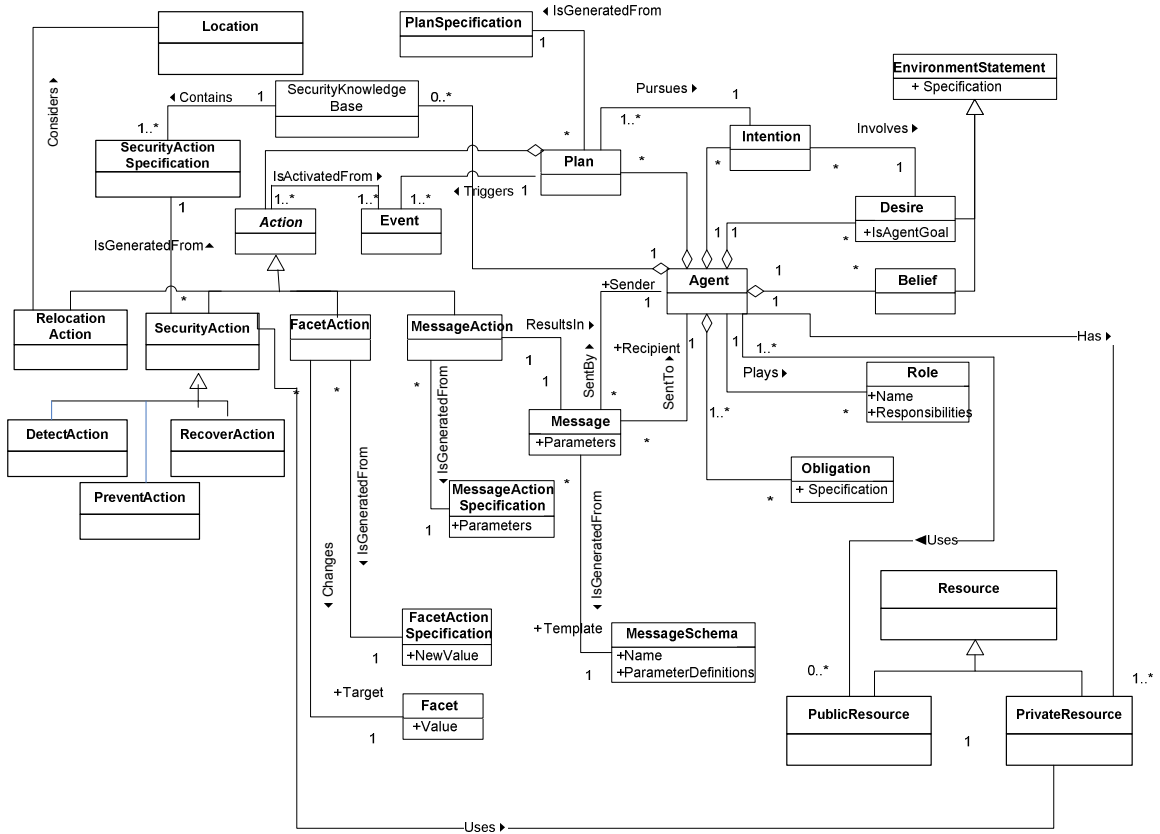 IsGeneratedFrom
Location
PlanSpecification
1
EnvironmentStatement
+ Specification
Considers
Contains
1
SecurityKnowledge
Base
0..*
Pursues
1
1..*
1..*
*
Intention
Involves
SecurityAction
Specification
Plan
*
*
*
1
IsActivatedFrom
Triggers
1
1..*
1..*
1..*
1
Action
Event
Desire
+IsAgentGoal
1
1
*
IsGeneratedFrom
1
Agent
1
*
Belief
+Sender
1
1
*
Relocation
Action
SecurityAction
FacetAction
MessageAction
ResultsIn
+Recipient
1
1
1..*
Has
1
SentBy
SentTo
Plays
Role
+Name
+Responsibilities
1
*
*
*
*
*
1..*
*
IsGeneratedFrom
Message
+Parameters
*
DetectAction
RecoverAction
PreventAction
IsGeneratedFrom
MessageAction
Specification
+Parameters
1
*
IsGeneratedFrom
Obligation
+ Specification
*
Changes
Uses
Resource
FacetAction
Specification
+NewValue
1
+Template
MessageSchema
+Name
+ParameterDefinitions
1
0..*
1..*
+Target
Facet
+Value
1
PublicResource
PrivateResource
1
Uses